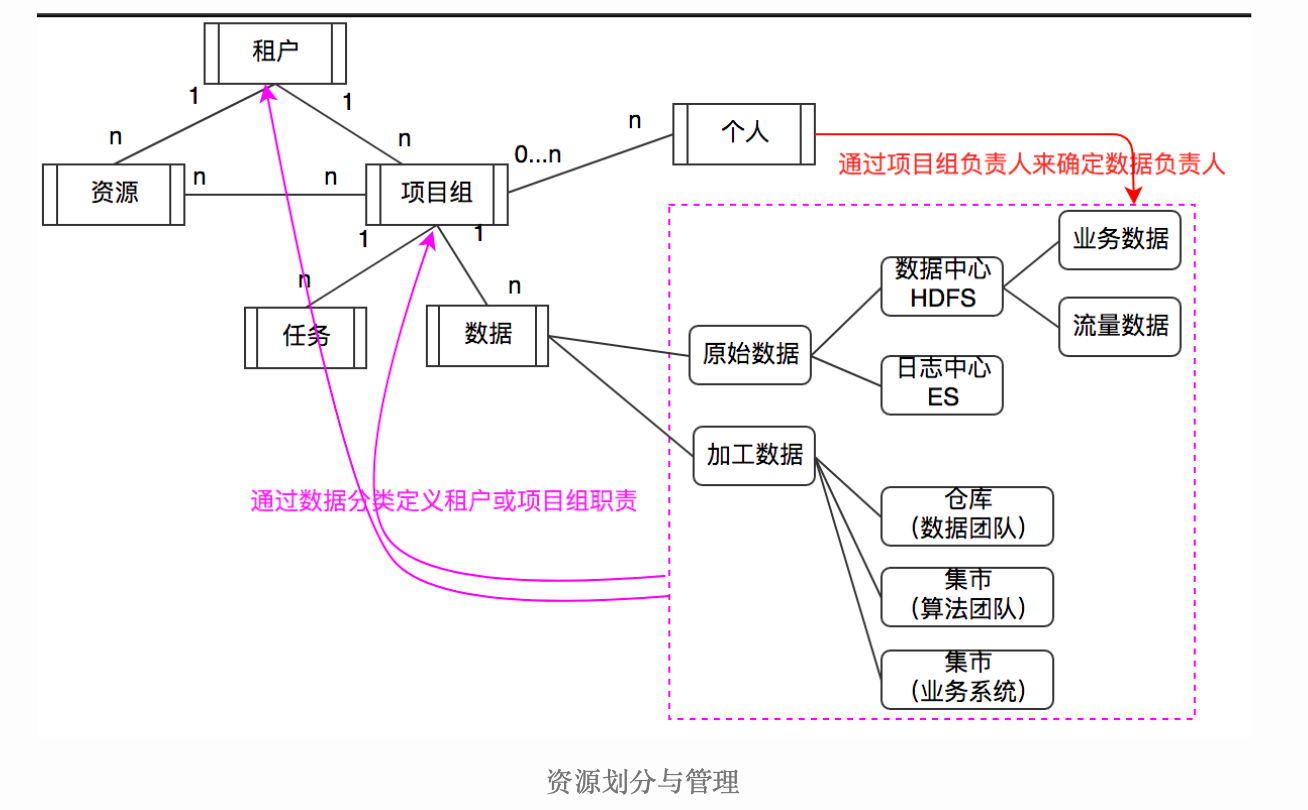 租户
1
1
n
n
n
个人
0...n
通过项目组负责人来确定数据负责人
资源
n
n
项目组
1
1
业务数据
数据中心
HDFS
n
n
任务
数据
流量数据
原始数据
日志中心
ES
加工数据
通过数据分类定义租户或项目组职责
仓库
（数据团队）
集市
（算法团队）
集市
（业务系统）
资源划分与管理